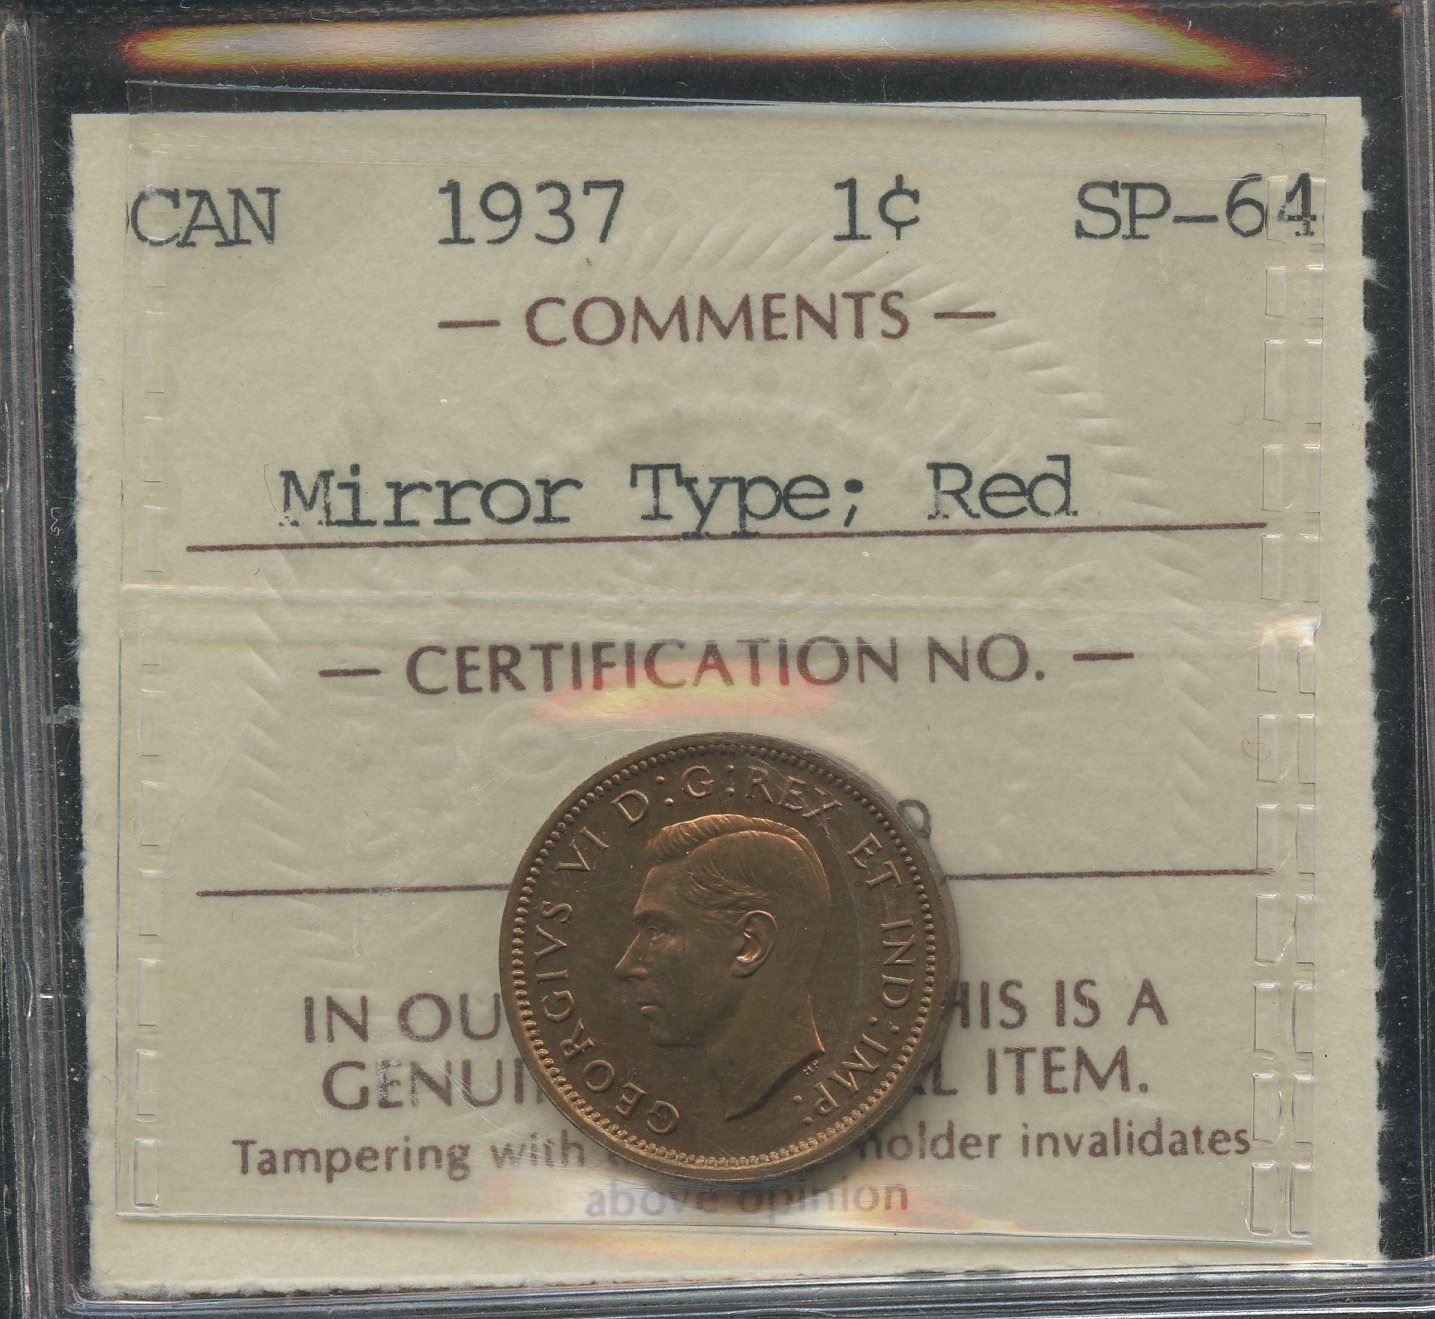 CAN 1937 1¢ SP-64
— COMMENTS —
Mirror Type; Red
— CERTIFICATION NO. —
GEORGIVS VI D:G:REX ET IND:IMP:
HP
IN OU HIS IS A
GENUI L ITEM.
Tampering with holder invalidates
above opinion